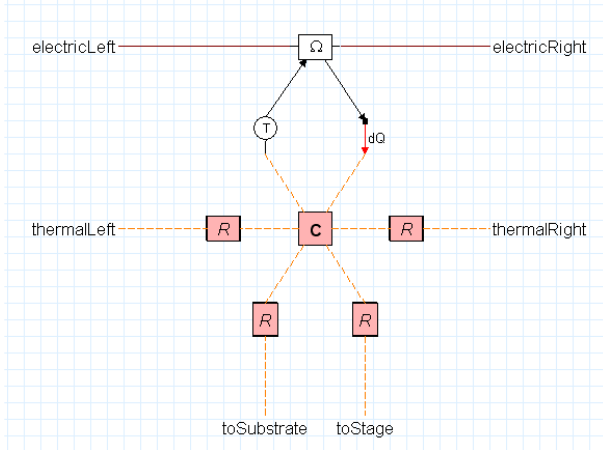 electricLeft Ω electricRight
T
dQ
thermalLeft R C R thermalRight
R R
toSubstrate toStage